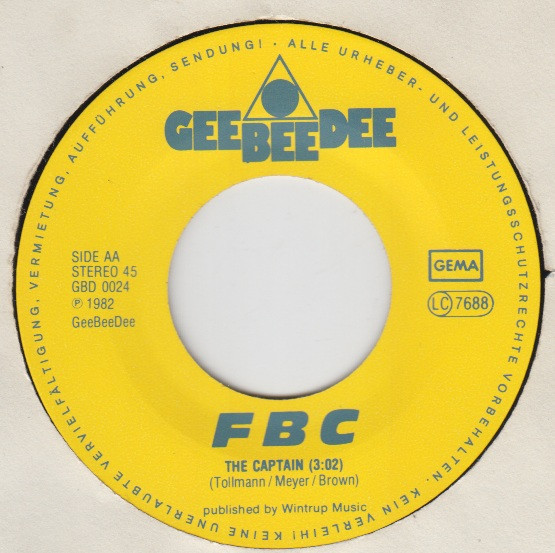 ALLE URHEBER- UND LEISTUNGSSCHUTZRECHTE VORBEHALTEN. KEIN VERLEIH! KEINE UNERLAUBTE VERVIELFÄLTIGUNG, VERMIETUNG, AUFFÜHRUNG, SENDUNG! ·
GEEBEEDEE
SIDE AA
STEREO 45
GBD 0024
℗ 1982
GeeBeeDee
GEMA
LC 7688
FBC
THE CAPTAIN (3:02)
(Tollmann/Meyer/Brown)
published by Wintrup Music